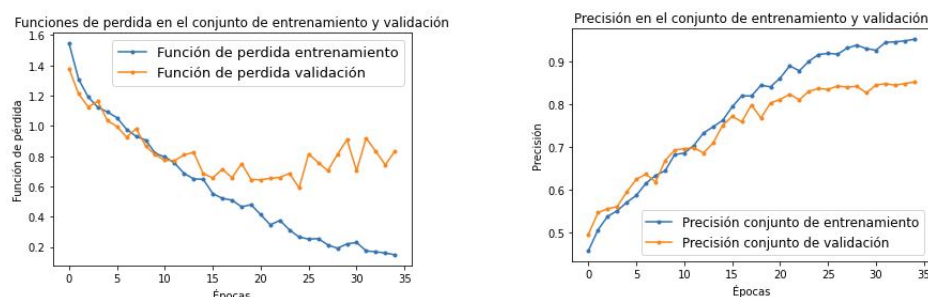 Funciones de perdida en el conjunto de entrenamiento y validación
Función de perdida entrenamiento
Función de perdida validación
Función de pérdida
1.6
1.4
1.2
1.0
0.8
0.6
0.4
0.2
0 5 10 15 20 25 30 35
Épocas
Precisión en el conjunto de entrenamiento y validación
Precisión
0.9
0.8
0.7
0.6
0.5
Precisión conjunto de entrenamiento
Precisión conjunto de validación
0 5 10 15 20 25 30 35
Épocas